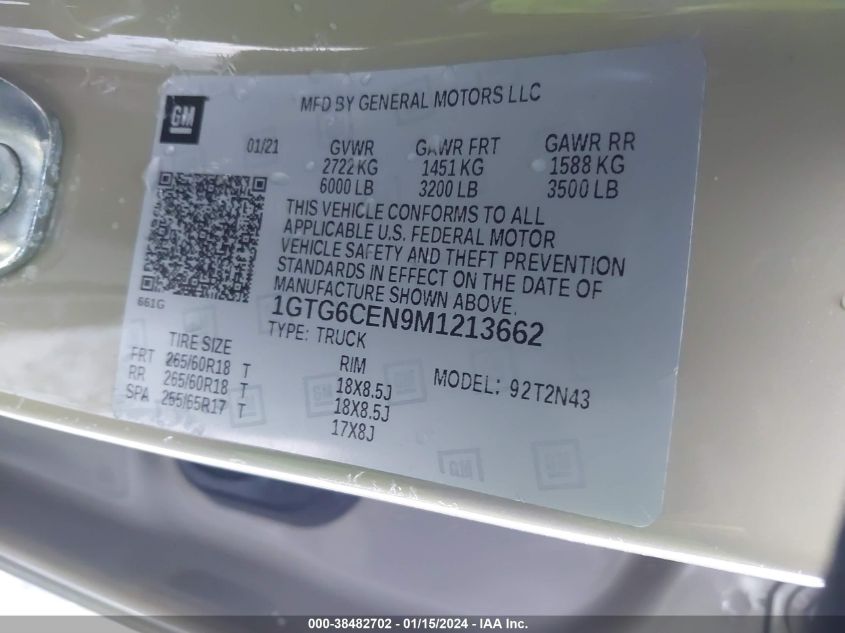 GM
MFD BY GENERAL MOTORS LLC
01/21 GVWR GAWR FRT GAWR RR
2722 KG 1451 KG 1588 KG
6000 LB 3200 LB 3500 LB
THIS VEHICLE CONFORMS TO ALL
APPLICABLE U.S. FEDERAL MOTOR
VEHICLE SAFETY AND THEFT PREVENTION
STANDARDS IN EFFECT ON THE DATE OF
MANUFACTURE SHOWN ABOVE.
661G
1GTG6CEN9M1213662
TYPE: TRUCK
TIRE SIZE RIM MODEL: 92T2N43
FRT 265/60R18 T 18X8.5J
RR 265/60R18 T 18X8.5J
SPA 265/65R17 T 17X8J
000-38482702 - 01/15/2024 - IAA Inc.